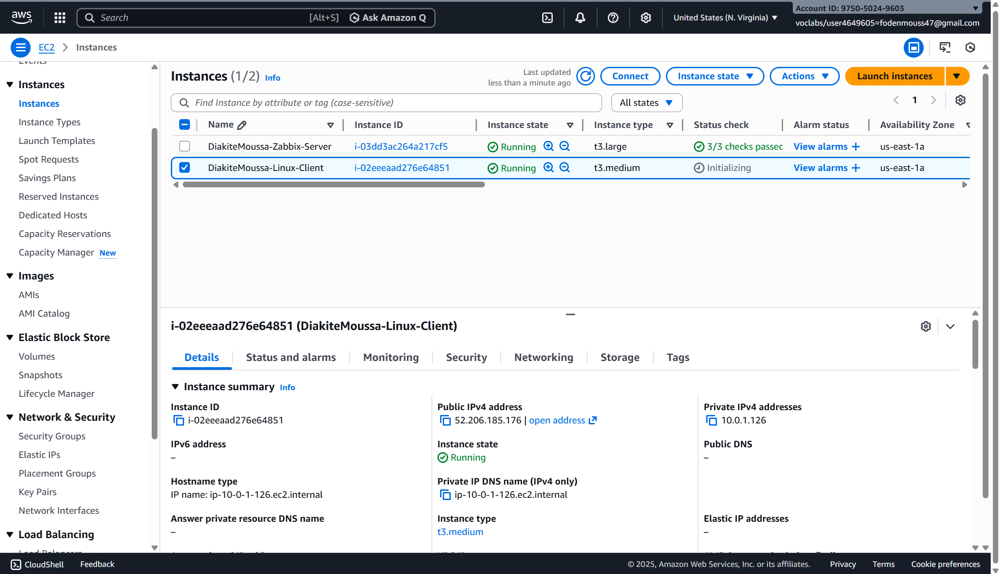 aws
Search [Alt+S] Ask Amazon Q
United States (N. Virginia)
Account ID: 9750-5024-9603
voclabs/user4649605=fodenmouss47@gmail.com
EC2 Instances
Events
Instances
Instances
Instance Types
Launch Templates
Spot Requests
Savings Plans
Reserved Instances
Dedicated Hosts
Capacity Reservations
Capacity Manager New
Images
AMIs
AMI Catalog
Elastic Block Store
Volumes
Snapshots
Lifecycle Manager
Network & Security
Security Groups
Elastic IPs
Placement Groups
Key Pairs
Network Interfaces
Load Balancing
Load Balancers
Instances (1/2) Info
Last updated
less than a minute ago
Connect
Instance state
Actions
Launch instances
Find Instance by attribute or tag (case-sensitive)
All states
1
Name Instance ID Instance state Instance type Status check Alarm status Availability Zone
DiakiteMoussa-Zabbix-Server i-03dd3ac264a217cf5 Running t3.large 3/3 checks passed View alarms us-east-1a
DiakiteMoussa-Linux-Client i-02eeeaad276e64851 Running t3.medium Initializing View alarms us-east-1a
i-02eeeaad276e64851 (DiakiteMoussa-Linux-Client)
Details Status and alarms Monitoring Security Networking Storage Tags
Instance summary Info
Instance ID
i-02eeeaad276e64851
Public IPv4 address
52.206.185.176 | open address
Private IPv4 addresses
10.0.1.126
IPv6 address
–
Instance state
Running
Public DNS
–
Hostname type
IP name: ip-10-0-1-126.ec2.internal
Private IP DNS name (IPv4 only)
ip-10-0-1-126.ec2.internal
Answer private resource DNS name
–
Instance type
t3.medium
Elastic IP addresses
–
CloudShell Feedback
© 2025, Amazon Web Services, Inc. or its affiliates. Privacy Terms Cookie preferences